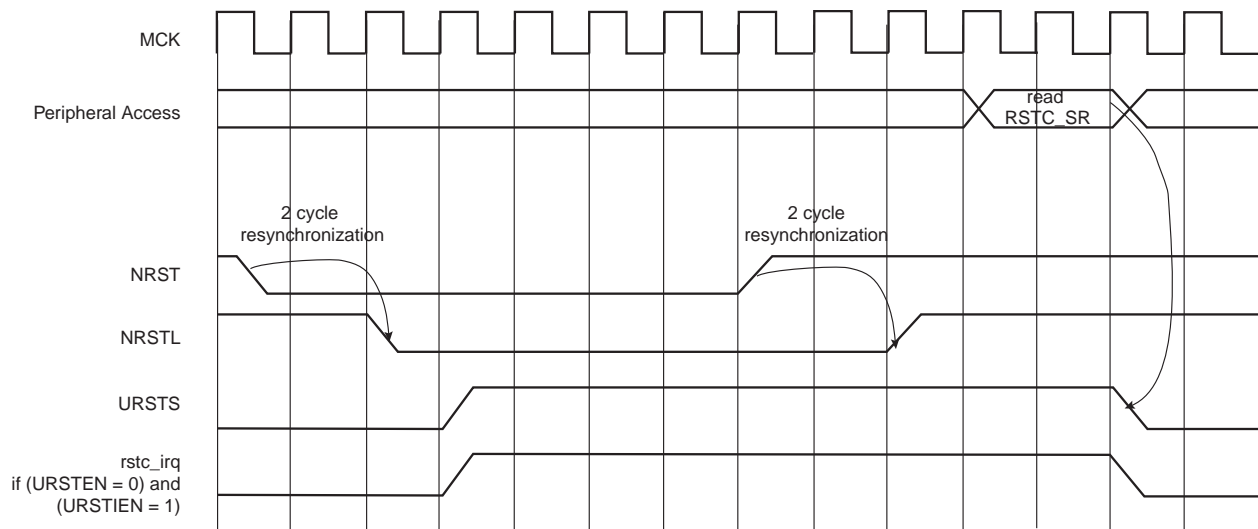 MCK
Peripheral Access
read
RSTC_SR
2 cycle
resynchronization
2 cycle
resynchronization
NRST
NRSTL
URSTS
rstc_irq
if (URSTEN = 0) and
(URSTIEN = 1)